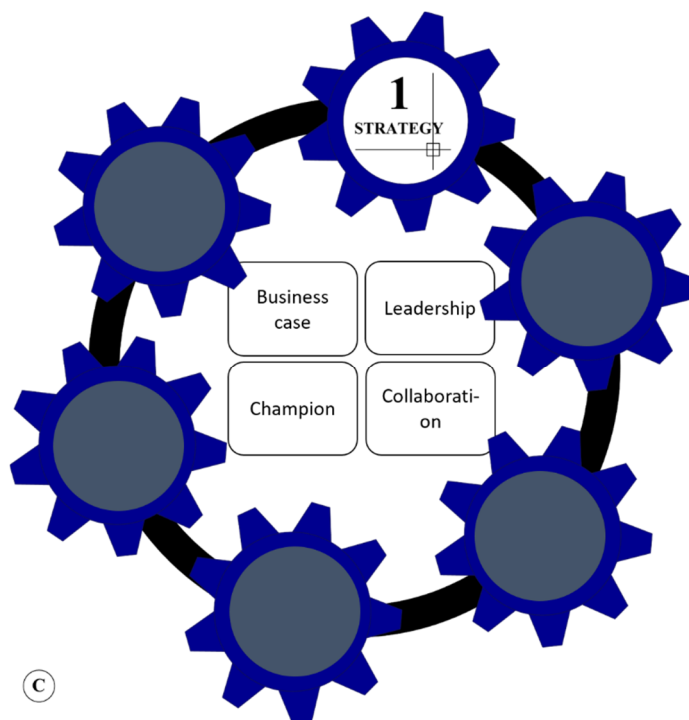 1
STRATEGY
Business
case
Leadership
Champion
Collaborati-
on
C